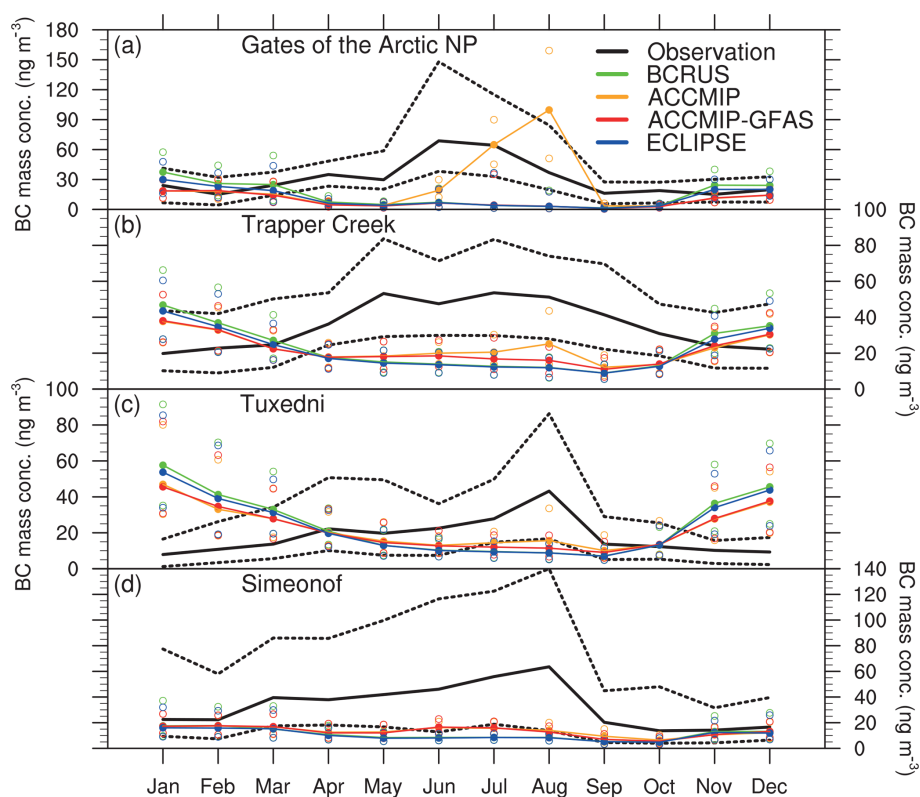 (a)
Gates of the Arctic NP
Observation
BCRUS
ACCMIP
ACCMIP-GFAS
ECLIPSE
BC mass conc. (ng m-3)
180
150
120
90
60
30
0
(b)
Trapper Creek
BC mass conc. (ng m-3)
100
80
60
40
20
0
(c)
Tuxedni
BC mass conc. (ng m-3)
100
80
60
40
20
0
(d)
Simeonof
BC mass conc. (ng m-3)
140
120
100
80
60
40
20
0
Jan Feb Mar Apr May Jun Jul Aug Sep Oct Nov Dec